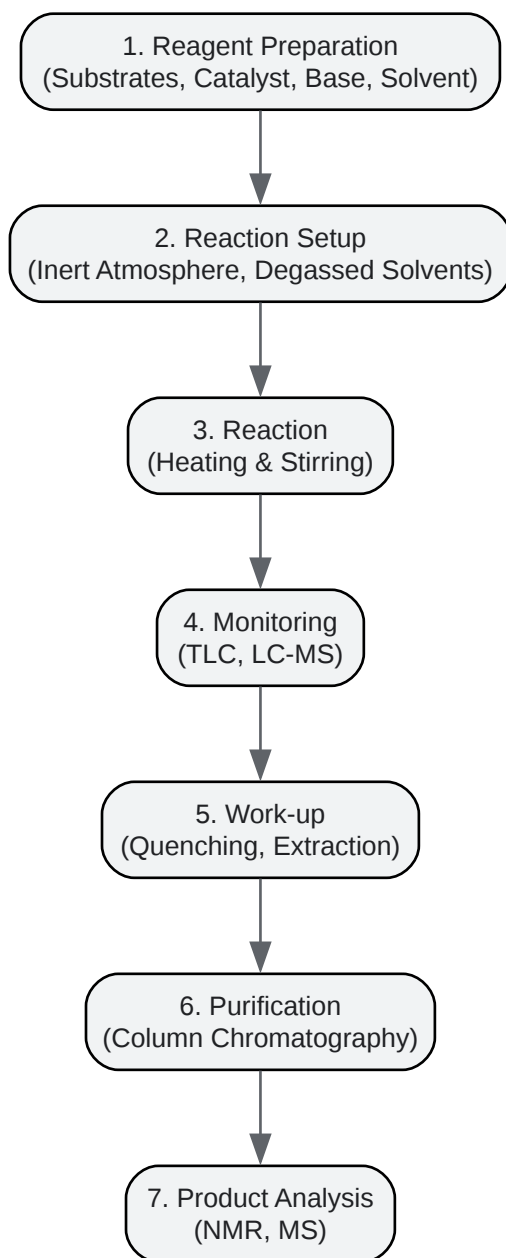 1. Reagent Preparation
(Substrates, Catalyst, Base, Solvent)
2. Reaction Setup
(Inert Atmosphere, Degassed Solvents)
3. Reaction
(Heating & Stirring)
4. Monitoring
(TLC, LC-MS)
5. Work-up
(Quenching, Extraction)
6. Purification
(Column Chromatography)
7. Product Analysis
(NMR, MS)